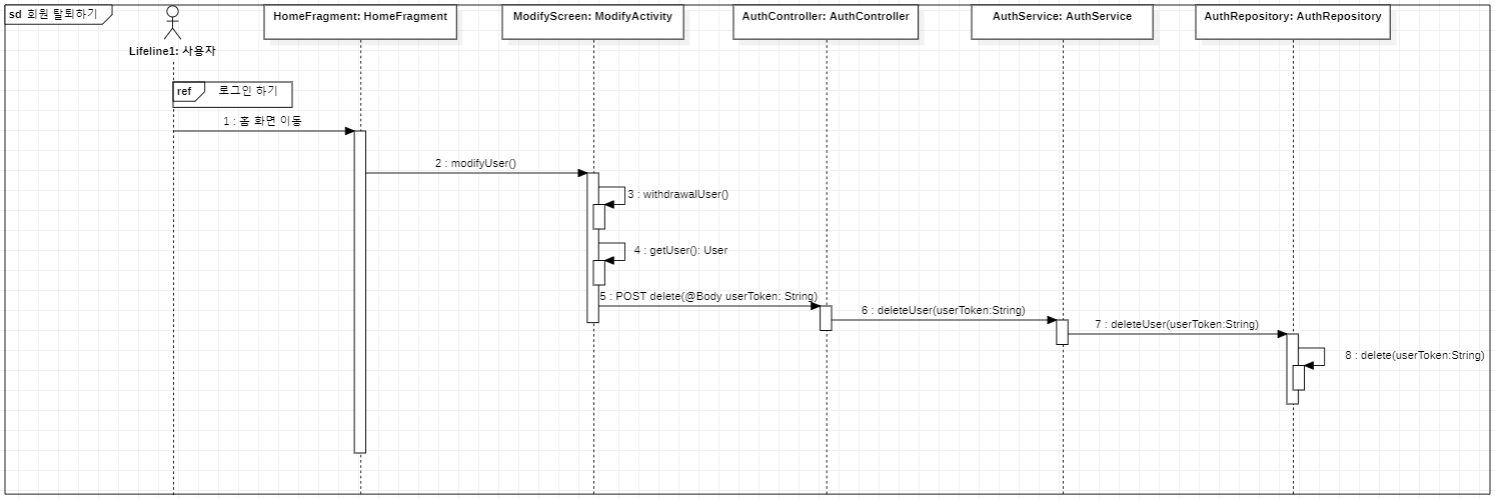 sd 회원 탈퇴하기
Lifeline1: 사용자
HomeFragment: HomeFragment
ModifyScreen: ModifyActivity
AuthController: AuthController
AuthService: AuthService
AuthRepository: AuthRepository
ref 로그인 하기
1 : 홈 화면 이동
2 : modifyUser()
3 : withdrawalUser()
4 : getUser(): User
5 : POST delete(@Body userToken: String)
6 : deleteUser(userToken:String)
7 : deleteUser(userToken:String)
8 : delete(userToken:String)